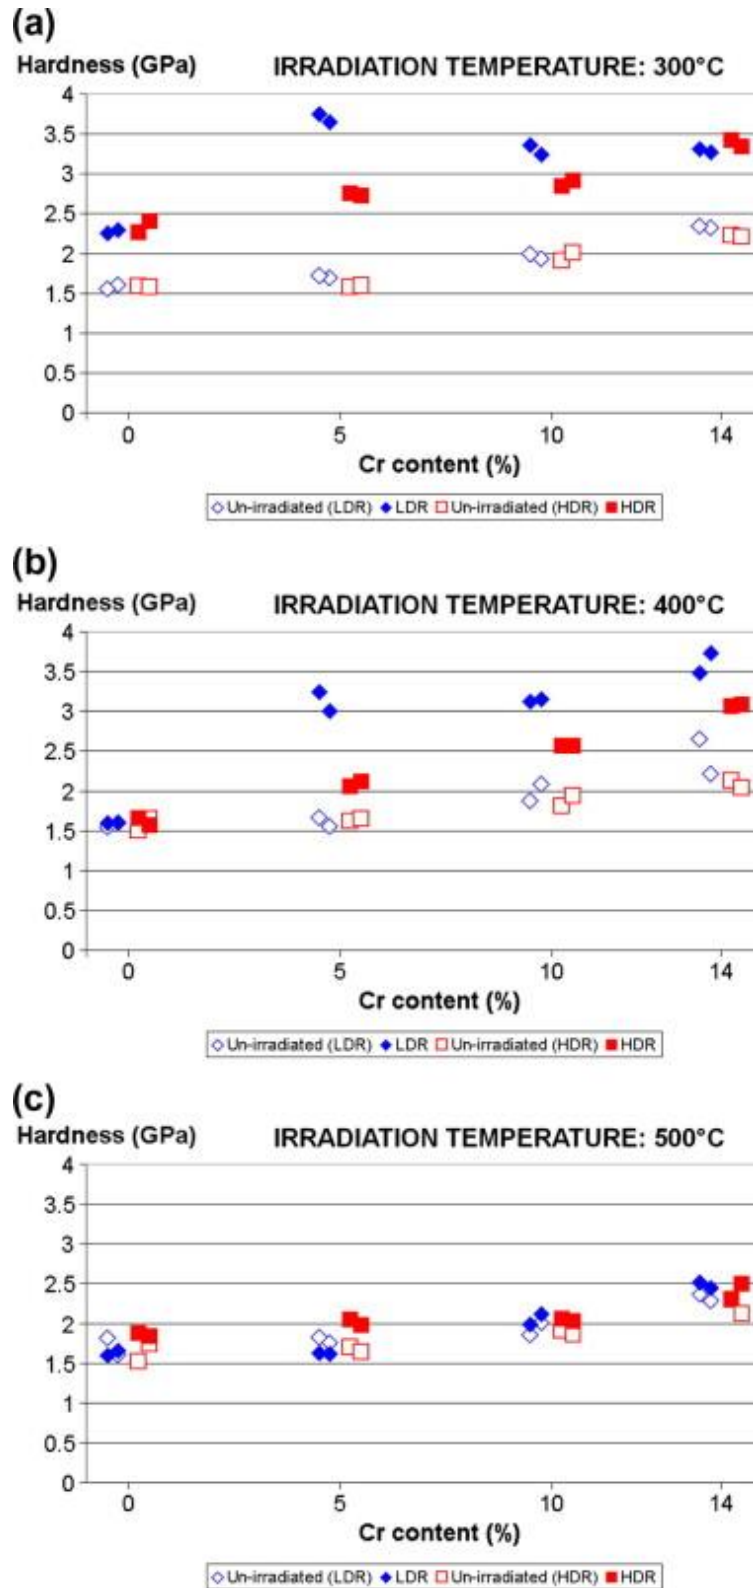 (a)
Hardness (GPa) IRRADIATION TEMPERATURE: 300°C
4
3.5
3
2.5
2
1.5
1
0.5
0
0 5 10 14
Cr content (%)
Un-irradiated (LDR) LDR Un-irradiated (HDR) HDR
(b)
Hardness (GPa) IRRADIATION TEMPERATURE: 400°C
4
3.5
3
2.5
2
1.5
1
0.5
0
0 5 10 14
Cr content (%)
Un-irradiated (LDR) LDR Un-irradiated (HDR) HDR
(c)
Hardness (GPa) IRRADIATION TEMPERATURE: 500°C
4
3.5
3
2.5
2
1.5
1
0.5
0
0 5 10 14
Cr content (%)
Un-irradiated (LDR) LDR Un-irradiated (HDR) HDR